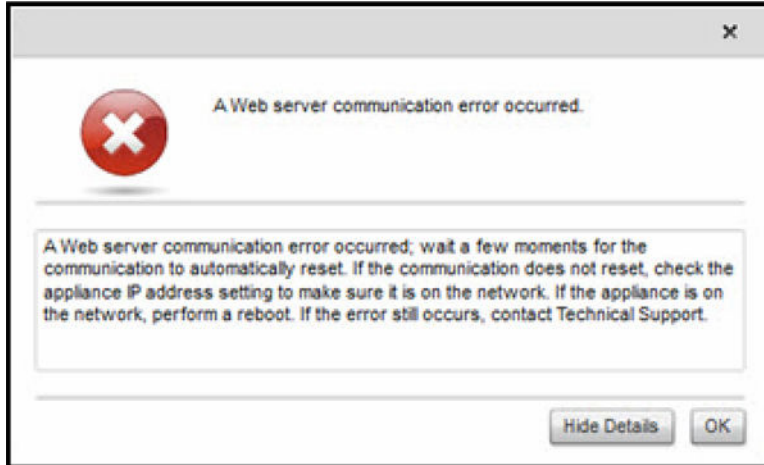 A Web server communication error occurred.
A Web server communication error occurred; wait a few moments for the
communication to automatically reset. If the communication does not reset, check the
appliance IP address setting to make sure it is on the network. If the appliance is on
the network, perform a reboot. If the error still occurs, contact Technical Support.
Hide Details OK